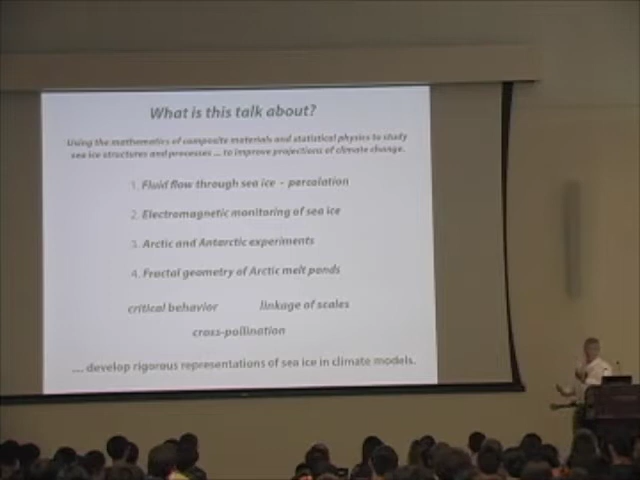 What is this talk about?
Using the mathematics of composite materials and statistical physics to study
sea ice structures and processes ... to improve projections of climate change.
1. Fluid flow through sea ice - percolation
2. Electromagnetic monitoring of sea ice
3. Arctic and Antarctic experiments
4. Fractal geometry of Arctic melt ponds
critical behavior linkage of scales
cross-pollination
.... develop rigorous representations of sea ice in climate models.